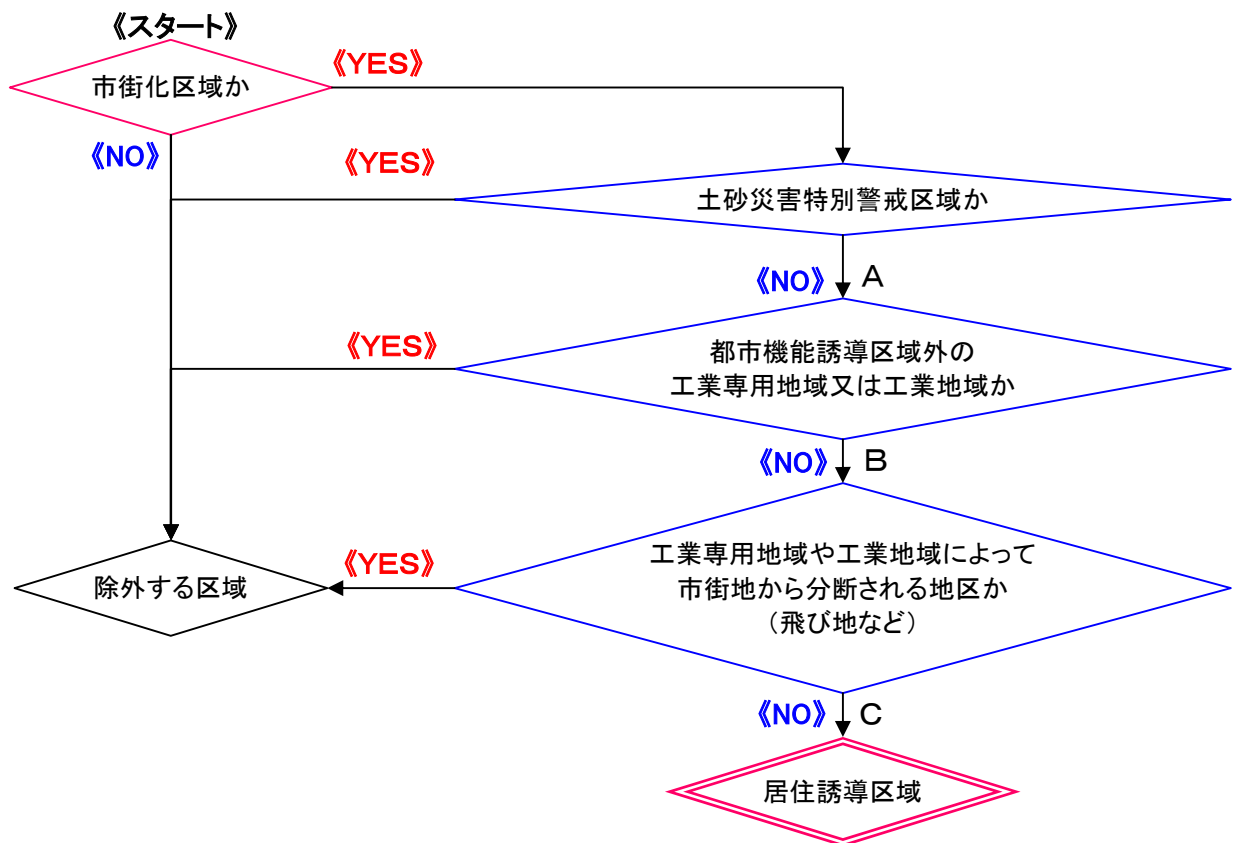 《スタート》
市街化区域か
《YES》
《NO》
《YES》
土砂災害特別警戒区域か
《NO》
A
《YES》
都市機能誘導区域外の
工業専用地域又は工業地域か
《NO》
B
《YES》
工業専用地域や工業地域によって
市街地から分断される地区か
（飛び地など）
除外する区域
《NO》
C
居住誘導区域